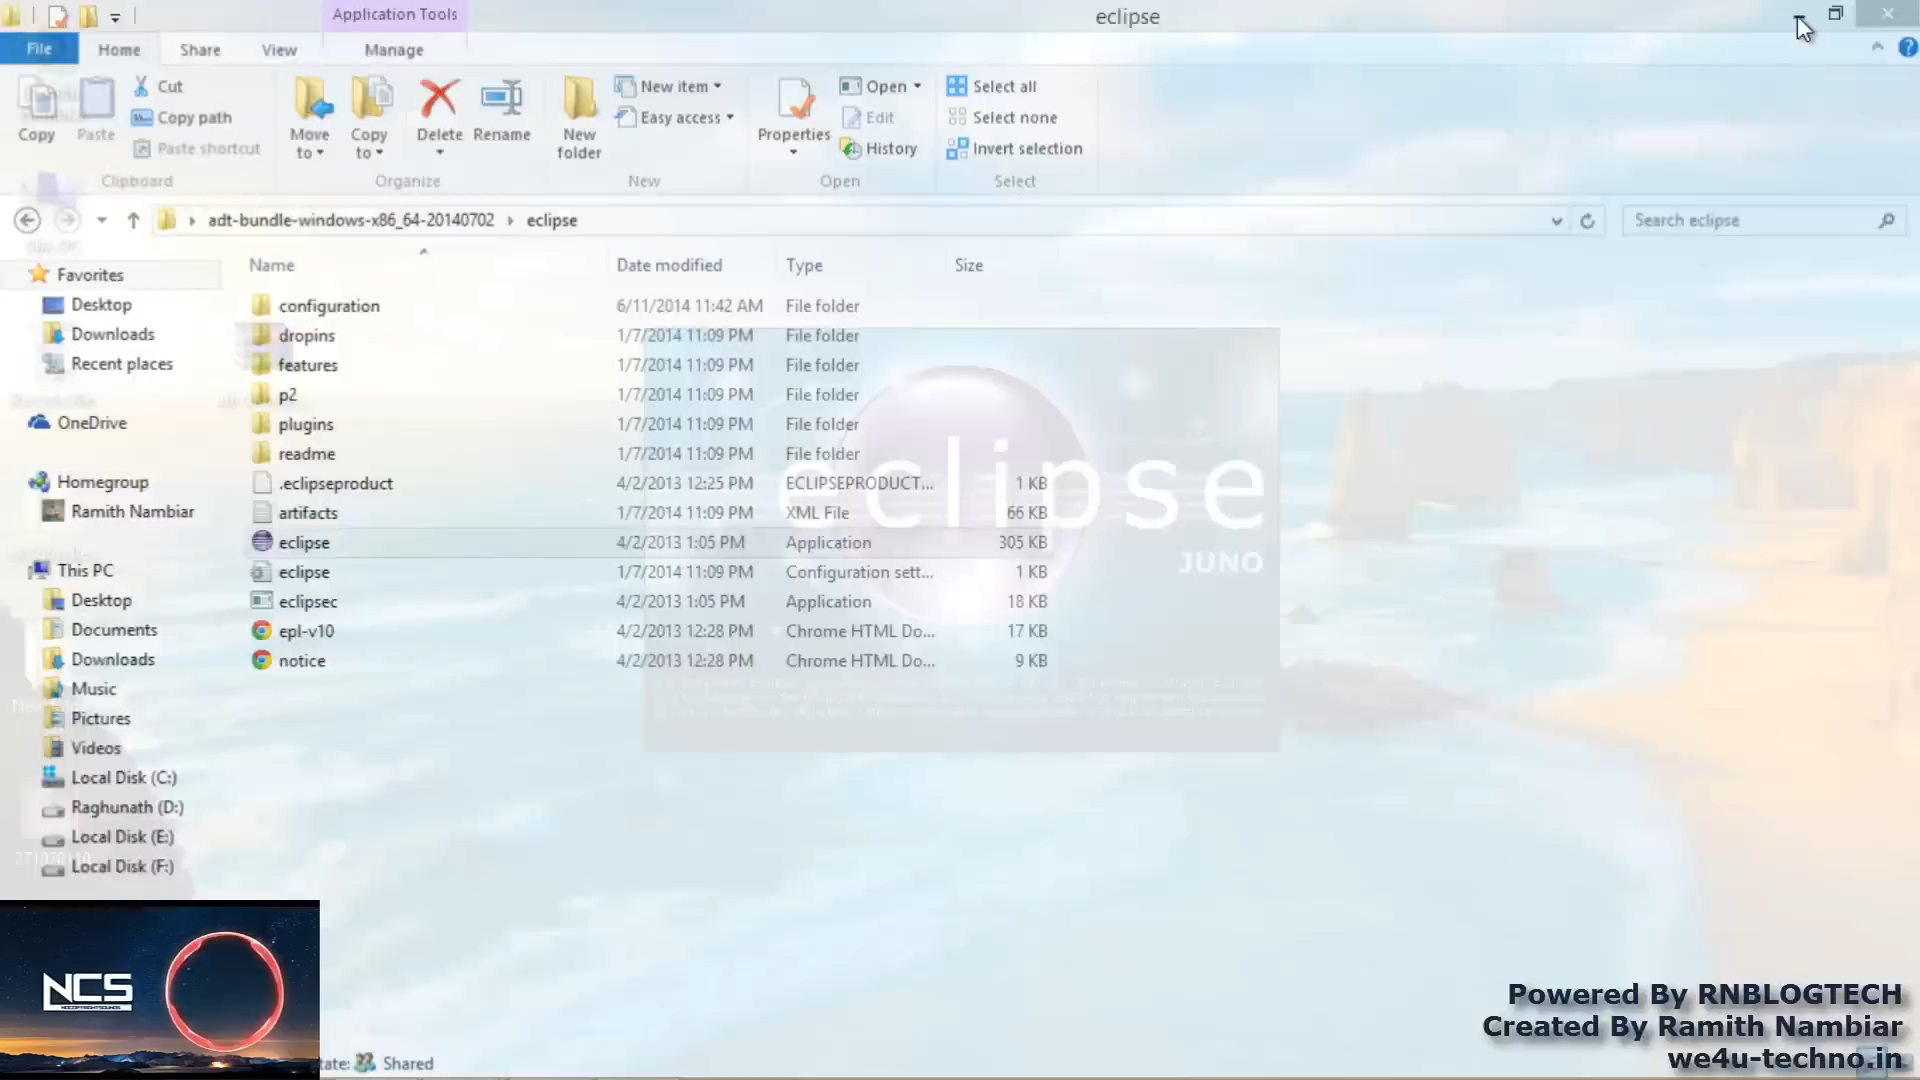 Application Tools
eclipse
File
Home
Share
View
Manage
Copy
Paste
Cut
Copy path
Paste shortcut
Clipboard
Move to
Copy to
Delete
Rename
Organize
New folder
New item
Easy access
New
Properties
Open
Edit
History
Open
Select all
Select none
Invert selection
Select
adt-bundle-windows-x86_64-20140702
eclipse
Search eclipse
Favorites
Desktop
Downloads
Recent places
OneDrive
Homegroup
Ramith Nambiar
This PC
Desktop
Documents
Downloads
Music
Pictures
Videos
Local Disk (C:)
Raghunath (D:)
Local Disk (E:)
Local Disk (F:)
Name Date modified Type Size
configuration 6/11/2014 11:42 AM File folder
dropins 1/7/2014 11:09 PM File folder
features 1/7/2014 11:09 PM File folder
p2 1/7/2014 11:09 PM File folder
plugins 1/7/2014 11:09 PM File folder
readme 1/7/2014 11:09 PM File folder
.eclipseproduct 4/2/2013 12:25 PM ECLIPSEPRODUCT... 1 KB
artifacts 1/7/2014 11:09 PM XML File 66 KB
eclipse 4/2/2013 1:05 PM Application 305 KB
eclipse 1/7/2014 11:09 PM Configuration sett... 1 KB
eclipsec 4/2/2013 1:05 PM Application 18 KB
epl-v10 4/2/2013 12:28 PM Chrome HTML Do... 17 KB
notice 4/2/2013 12:28 PM Chrome HTML Do... 9 KB
eclipse
JUNO
NCS
NOCOPYRIGHTSOUNDS
Shared
Powered By RNBLOGTECH
Created By Ramith Nambiar
we4u-techno.in